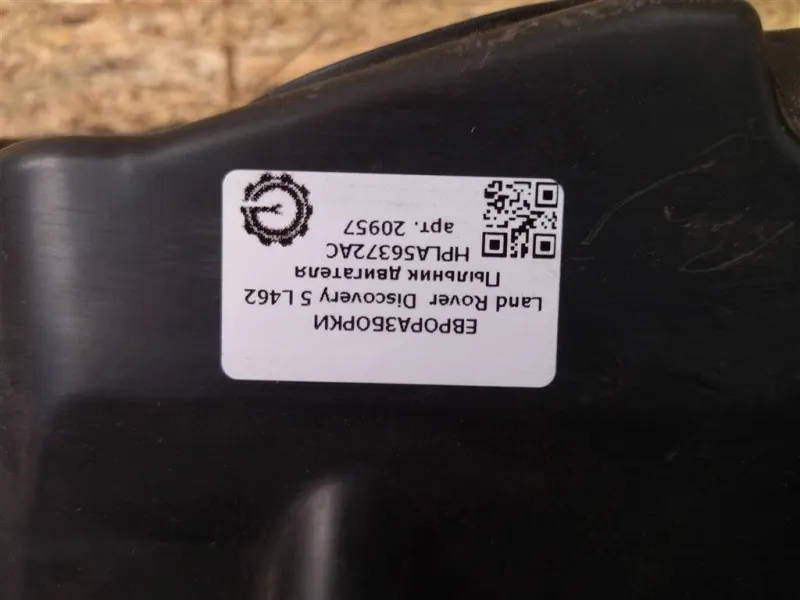 ЕВРОРАЗБОРКИ
Land Rover Discovery 5 L462
Пыльник двигателя
HPLA56372AC
арт. 20957